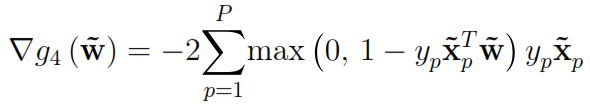 ∇g₄ (w̃) = −2 ∑_{p=1}^{P} max (0, 1 − y_p x̃_p^T w̃) y_p x̃_p